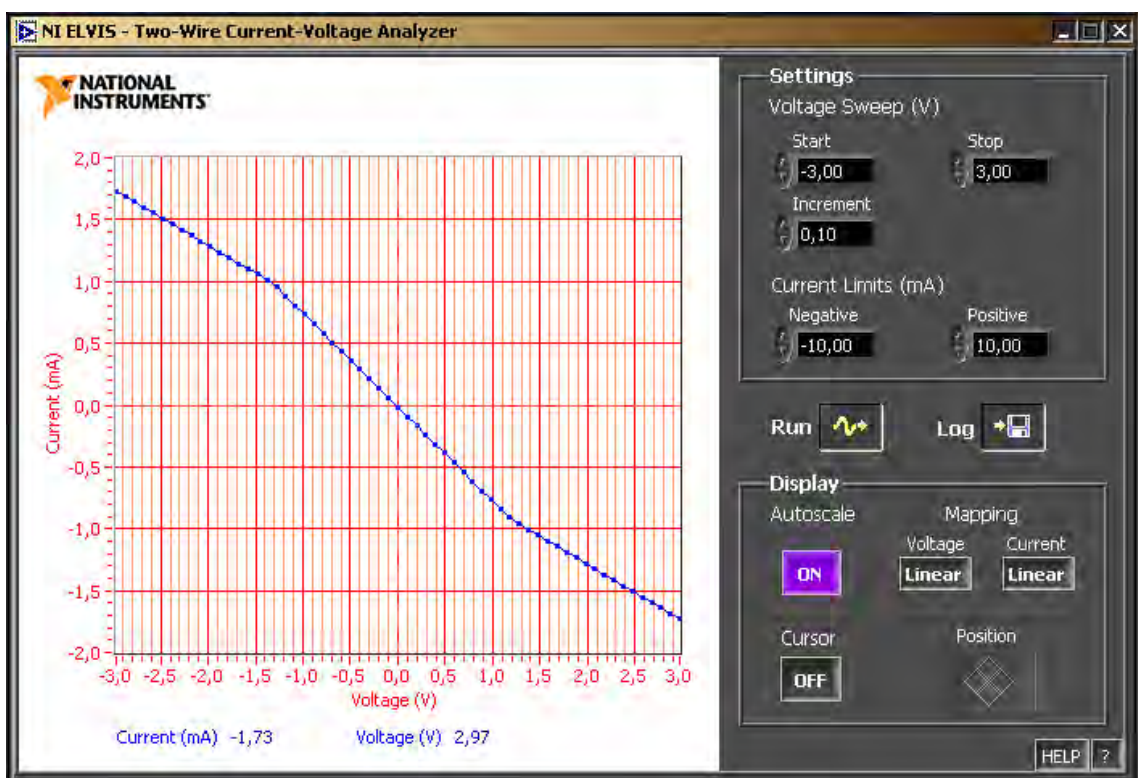 NI ELVIS - Two-Wire Current-Voltage Analyzer
NATIONAL
INSTRUMENTS
2,0
1,5
1,0
0,5
0,0
-0,5
-1,0
-1,5
-2,0
Current (mA)
-3,0 -2,5 -2,0 -1,5 -1,0 -0,5 0,0 0,5 1,0 1,5 2,0 2,5 3,0
Voltage (V)
Current (mA) -1,73 Voltage (V) 2,97
Settings
Voltage Sweep (V)
Start Stop
-3,00 3,00
Increment
0,10
Current Limits (mA)
Negative Positive
-10,00 10,00
Run Log
Display
Autoscale Mapping
Voltage Current
ON Linear Linear
Cursor Position
OFF
HELP ?